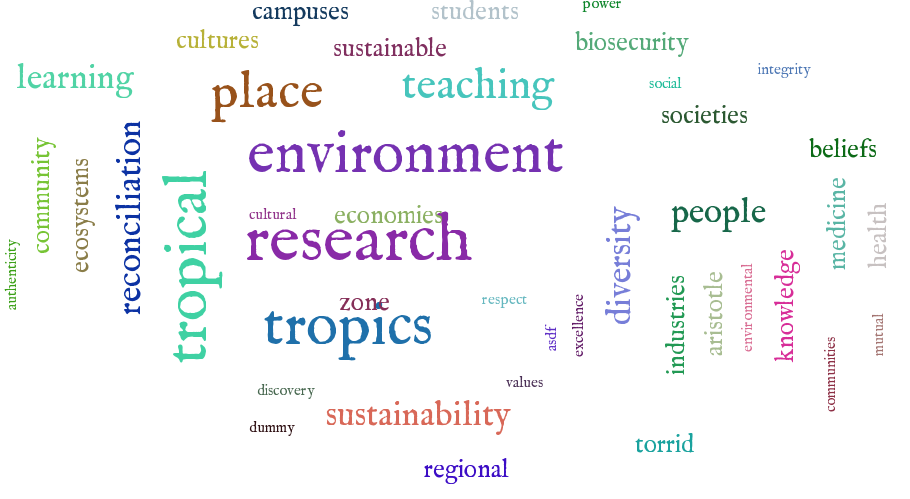 power
campuses
students
cultures
sustainable
biosecurity
integrity
learning
place
teaching
social
societies
environment
beliefs
community
ecosystems
reconciliation
tropical
cultural
economies
research
people
medicine
health
diversity
authenticity
zone
tropics
respect
asdf
excellence
industries
aristotle
environmental
knowledge
communities
mutual
discovery
values
dummy
sustainability
torrid
regional